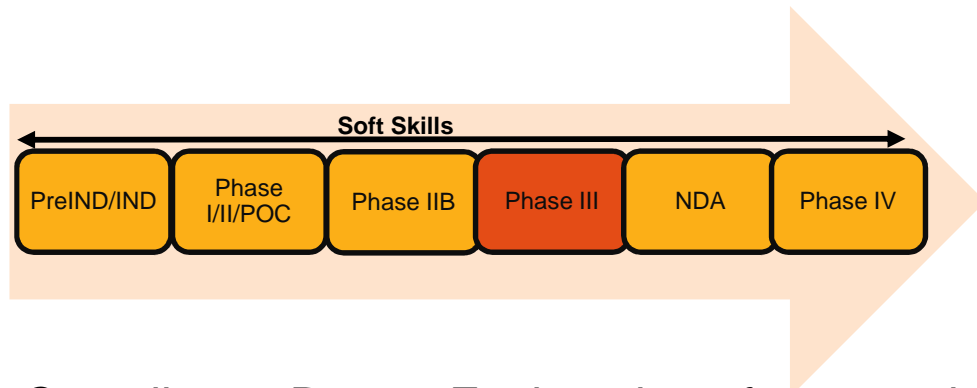 Soft Skills
PreIND/IND
Phase
I/II/POC
Phase IIB
Phase III
NDA
Phase IV